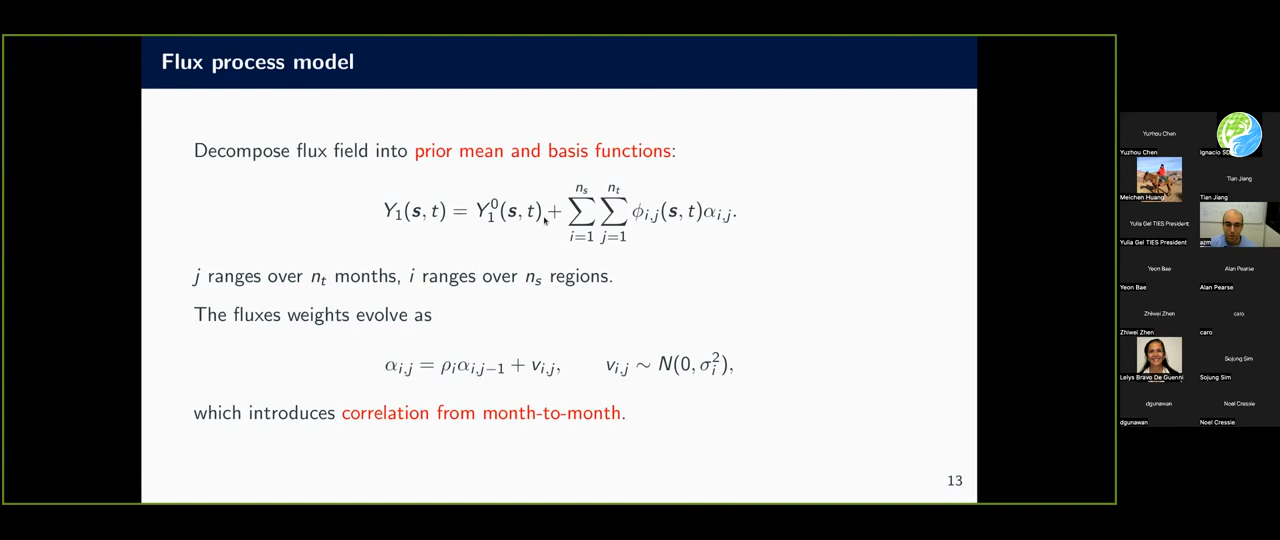 Flux process model
Decompose flux field into prior mean and basis functions:
Y₁(s, t) = Y₁⁰(s, t) + ∑_{i=1}^{n_s} ∑_{j=1}^{n_t} ϕ_{i,j}(s, t)α_{i,j}.
j ranges over n_t months, i ranges over n_s regions.
The fluxes weights evolve as
α_{i,j} = ρ_i α_{i,j−1} + v_{i,j}, v_{i,j} ∼ N(0, σ_i²),
which introduces correlation from month-to-month.
13
Yuzhou Chen
Yuzhou Chen
Ignacio SD
Meichen Huang
Tian Jiang
Tian Jiang
Yulia Gel TIES President
Yulia Gel TIES President
azm
Yeon Bae
Yeon Bae
Alan Pearse
Alan Pearse
Zhiwei Zhen
Zhiwei Zhen
caro
caro
Lelys Bravo De Guenni
Sojung Sim
Sojung Sim
dgunawan
dgunawan
Noel Cressie
Noel Cressie